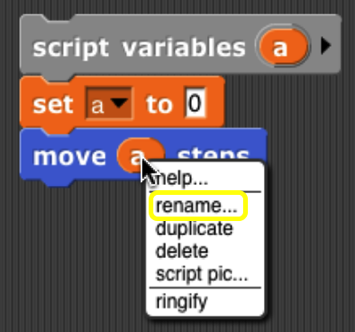 script variables a
set a to 0
move a steps
help...
rename...
duplicate
delete
script pic...
ringify